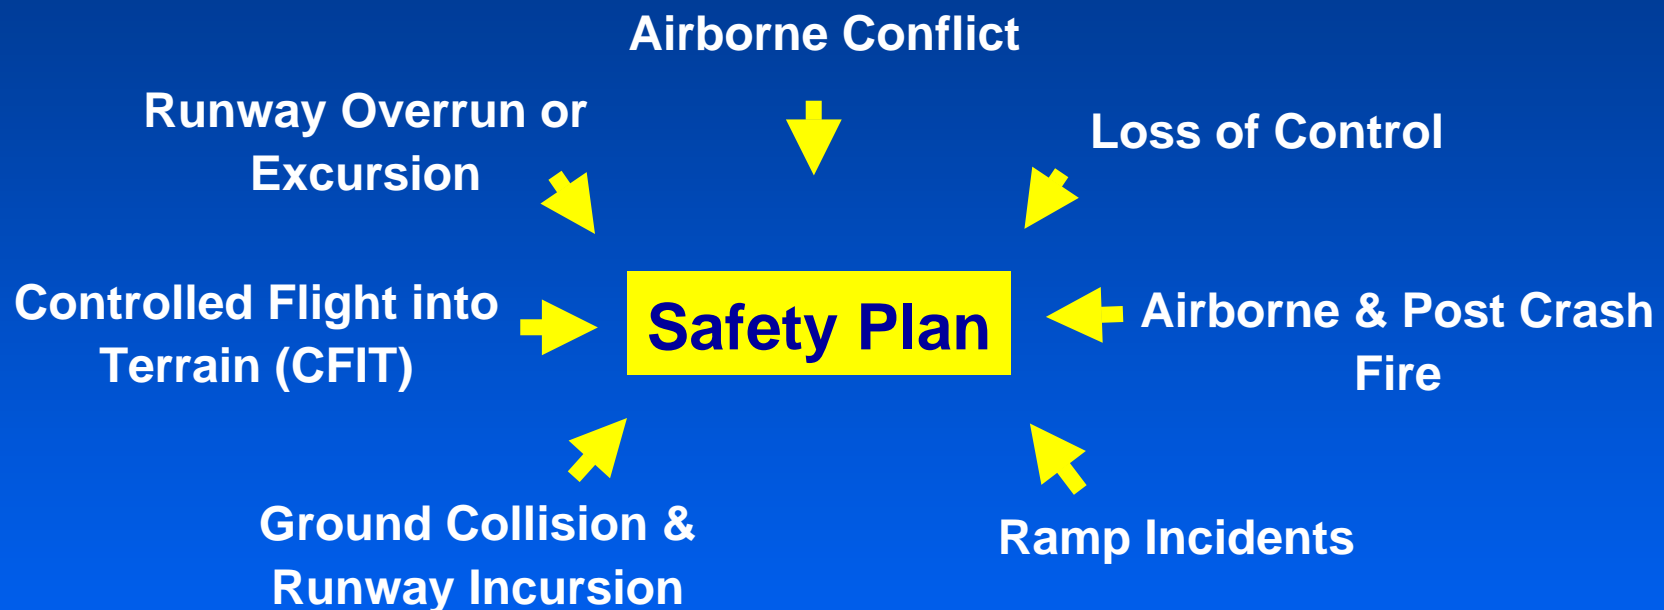 Airborne Conflict
Runway Overrun or
Excursion
Loss of Control
Controlled Flight into
Terrain (CFIT)
Safety Plan
Airborne & Post Crash
Fire
Ground Collision &
Runway Incursion
Ramp Incidents